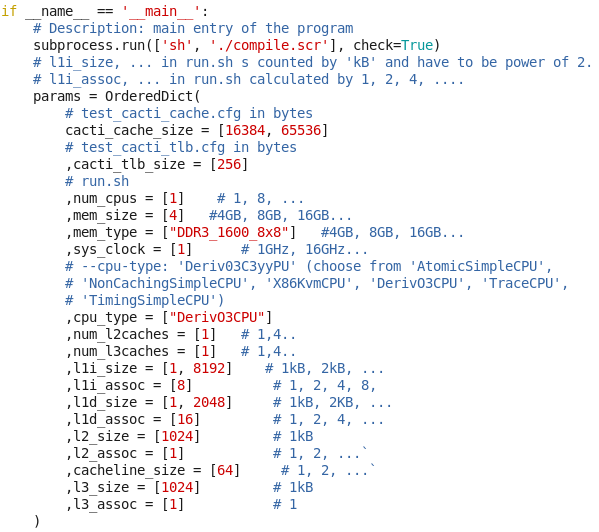 if __name__ == '__main__':
    # Description: main entry of the program
    subprocess.run(['sh', './compile.scr'], check=True)
    # l1i_size, ... in run.sh s counted by 'kB' and have to be power of 2.
    # l1i_assoc, ... in run.sh calculated by 1, 2, 4, ....
    params = OrderedDict(
        # test_cacti_cache.cfg in bytes
        cacti_cache_size = [16384, 65536]
        # test_cacti_tlb.cfg in bytes
        ,cacti_tlb_size = [256]
        # run.sh
        ,num_cpus = [1]    # 1, 8, ...
        ,mem_size = [4]   #4GB, 8GB, 16GB...
        ,mem_type = ["DDR3_1600_8x8"]   #4GB, 8GB, 16GB...
        ,sys_clock = [1]      # 1GHz, 16GHz...
        # --cpu-type: 'Deriv03C3yyPU' (choose from 'AtomicSimpleCPU',
        # 'NonCachingSimpleCPU', 'X86KvmCPU', 'DerivO3CPU', 'TraceCPU',
        # 'TimingSimpleCPU')
        ,cpu_type = ["DerivO3CPU"]
        ,num_l2caches = [1]   # 1,4..
        ,num_l3caches = [1]   # 1,4..
        ,l1i_size = [1, 8192]    # 1kB, 2kB, ...
        ,l1i_assoc = [8]          # 1, 2, 4, 8,
        ,l1d_size = [1, 2048]     # 1kB, 2KB, ...
        ,l1d_assoc = [16]         # 1, 2, 4, ...
        ,l2_size = [1024]         # 1kB
        ,l2_assoc = [1]           # 1, 2, ...`
        ,cacheline_size = [64]     # 1, 2, ...`
        ,l3_size = [1024]         # 1kB
        ,l3_assoc = [1]           # 1
    )